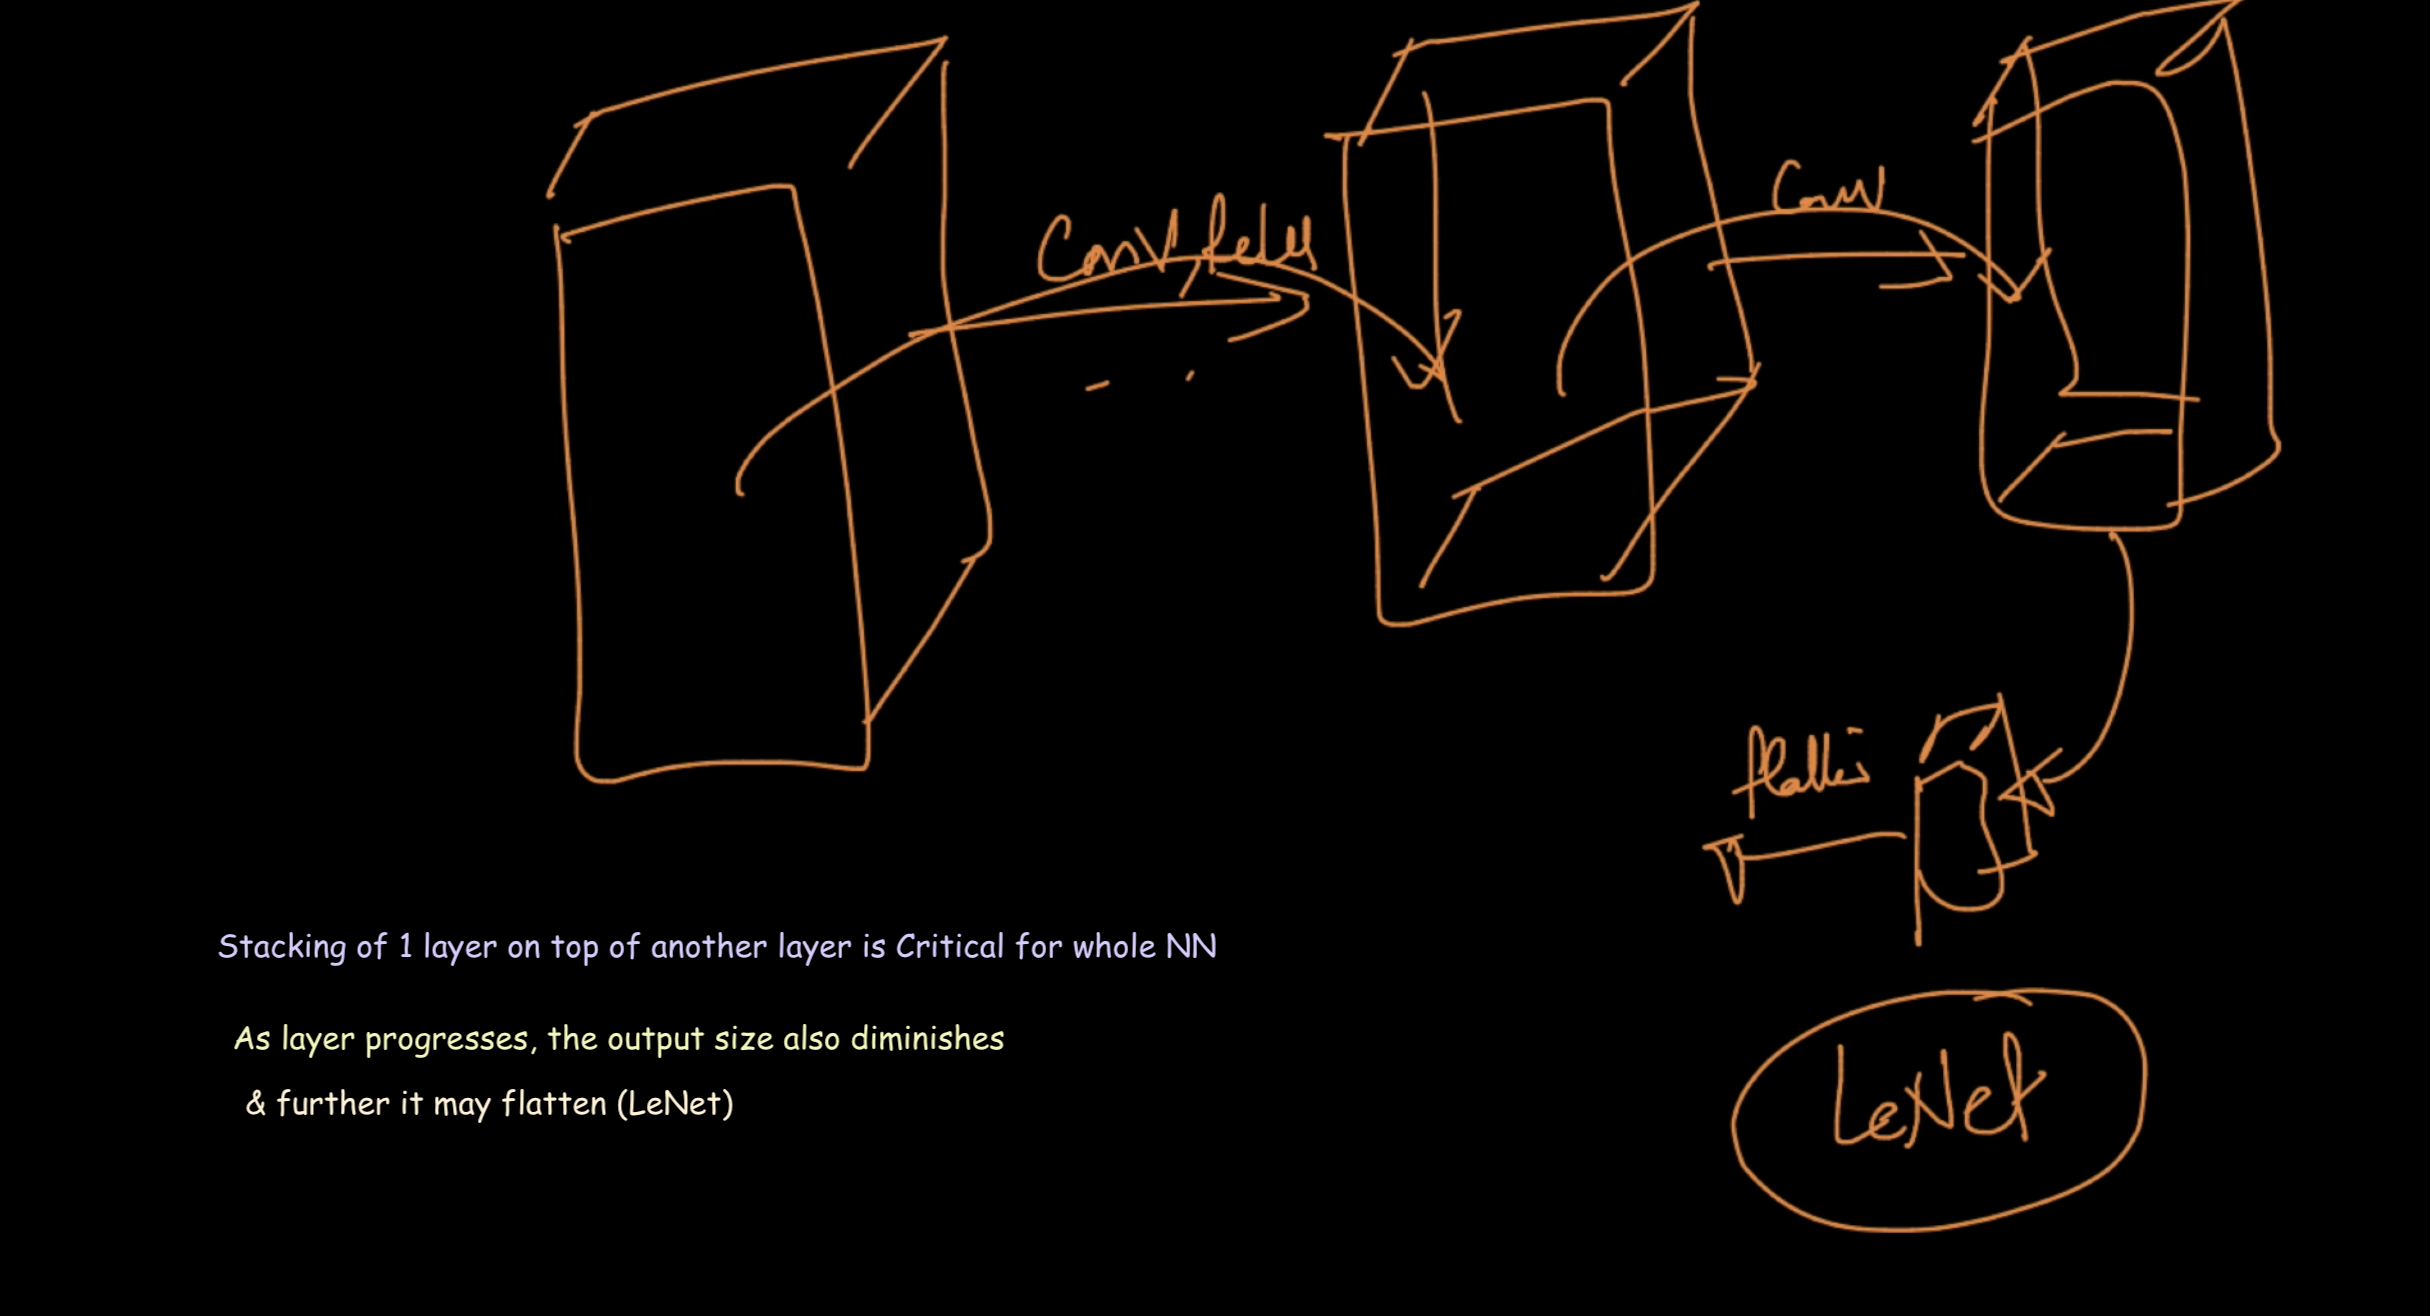 Conv, Relu
Conv
flatten
Stacking of 1 layer on top of another layer is Critical for whole NN
As layer progresses, the output size also diminishes
& further it may flatten (LeNet)
LeNet